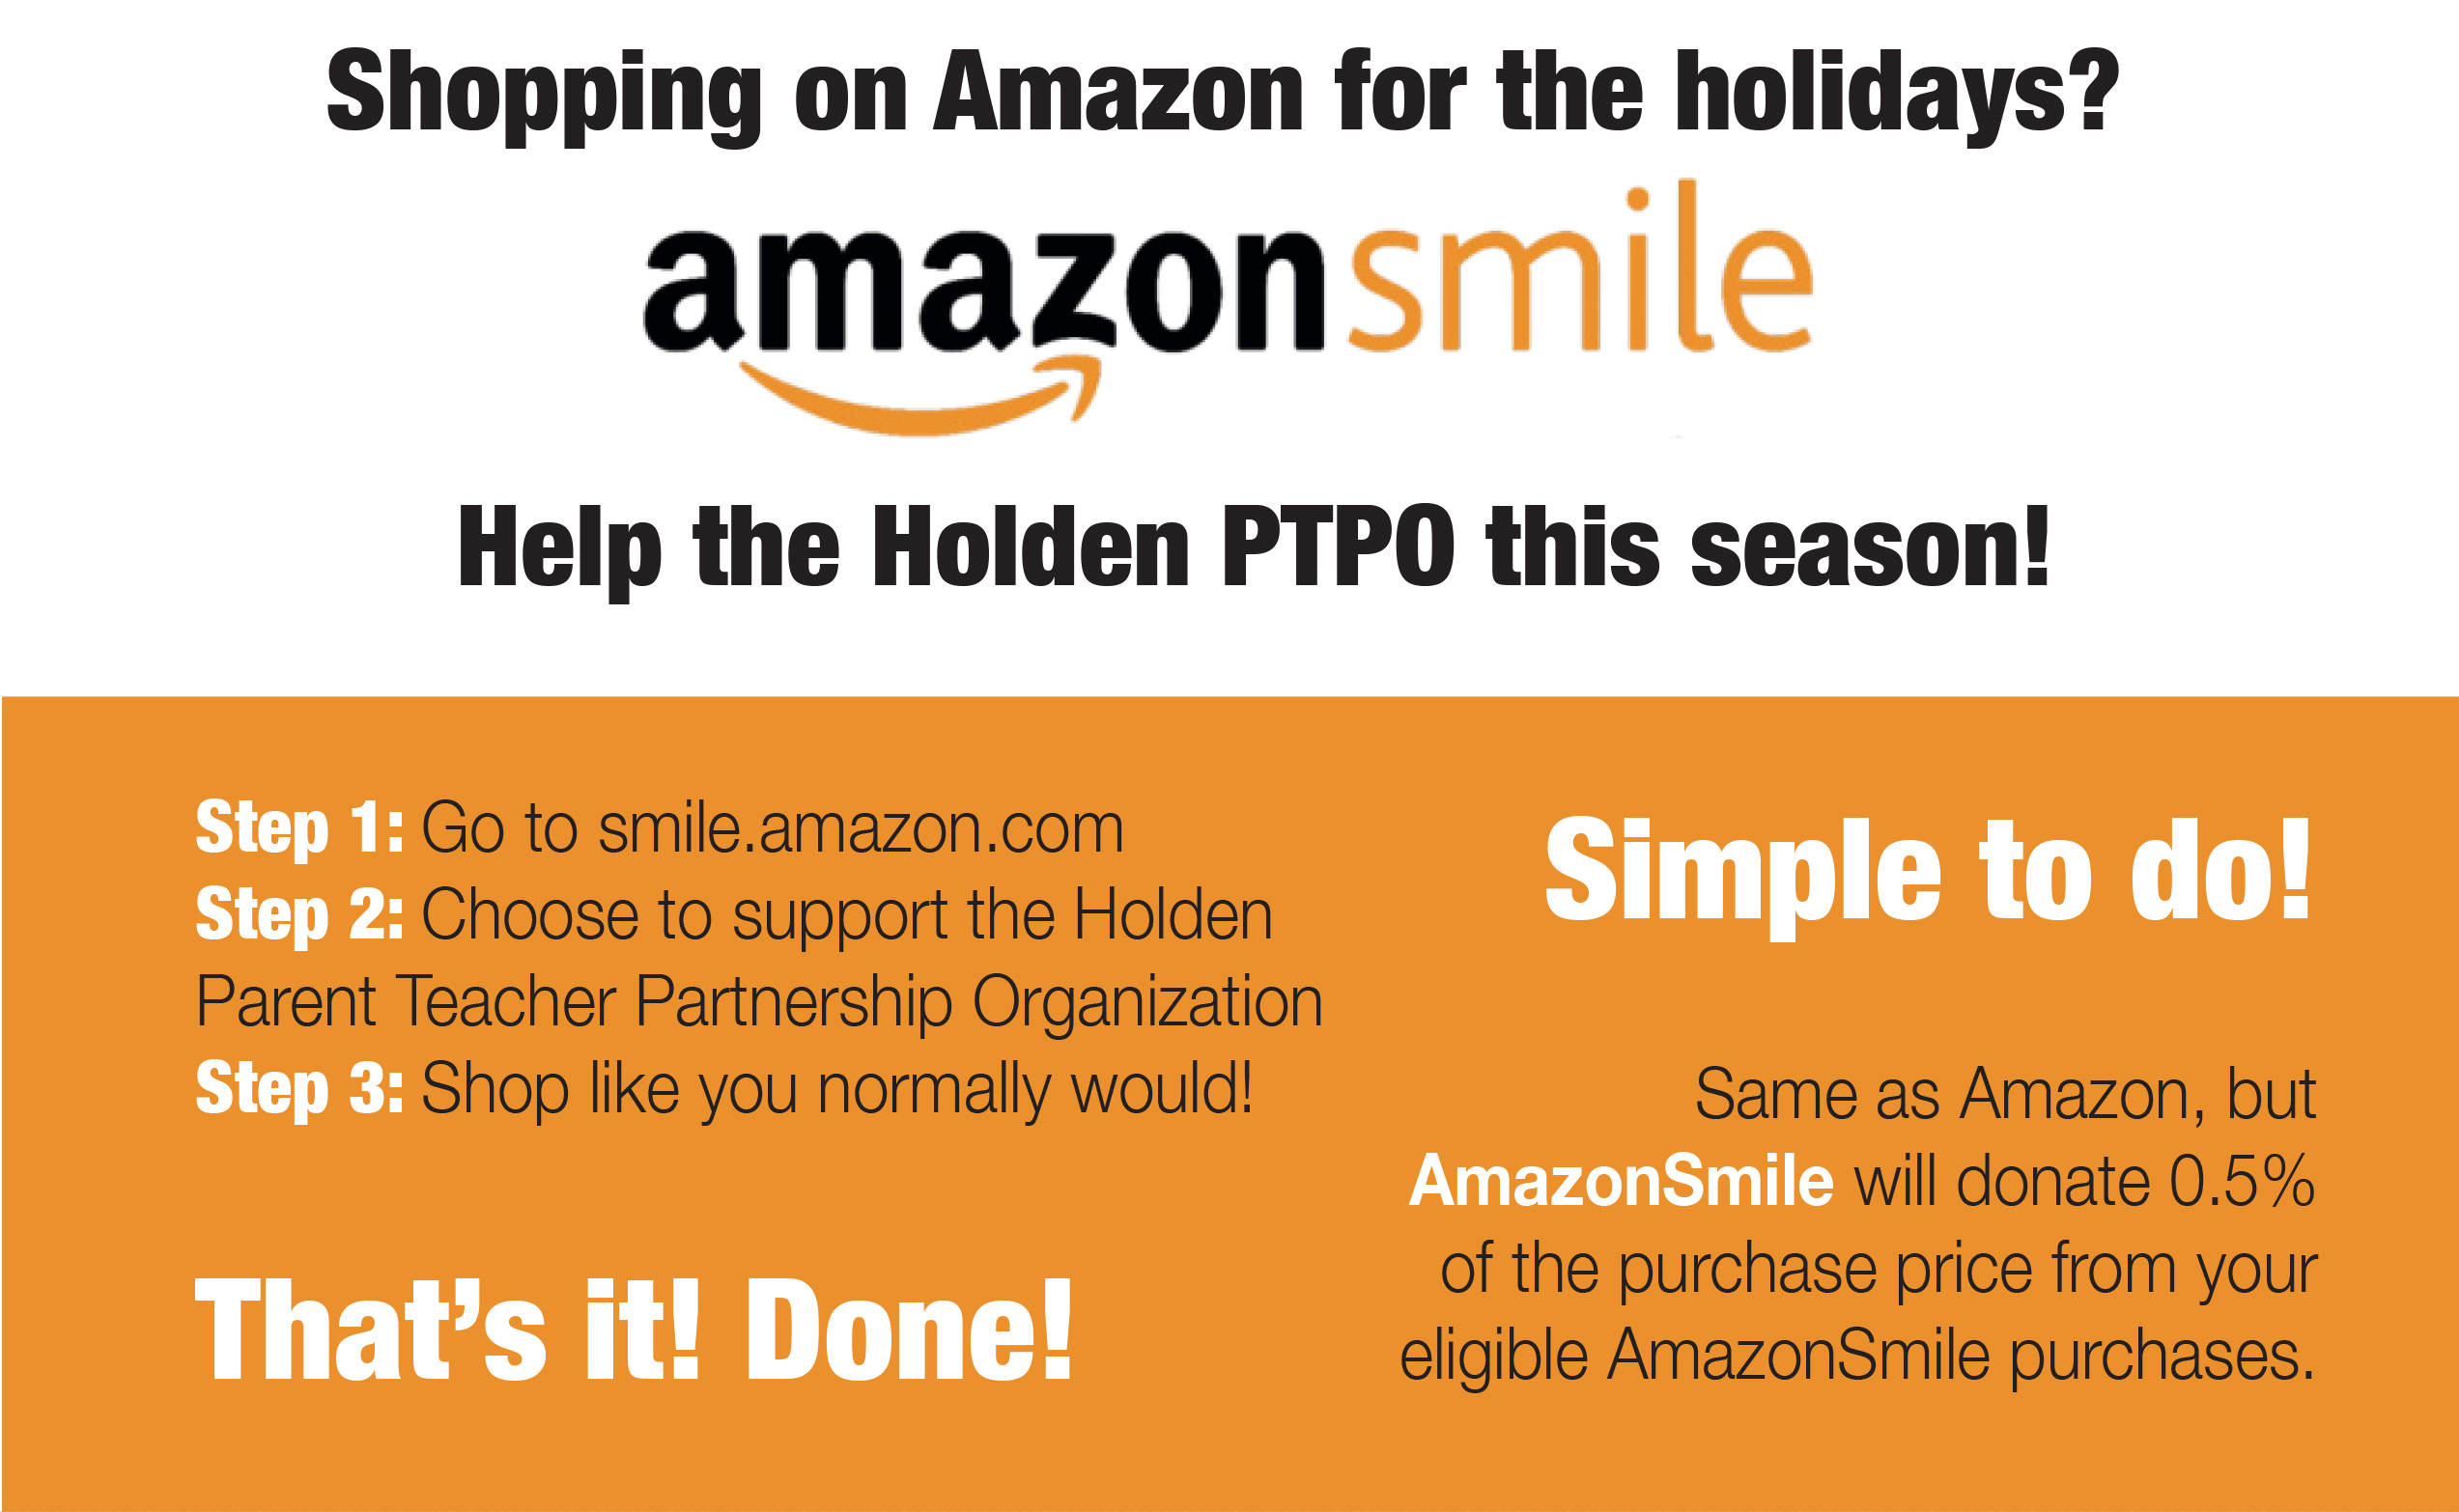 Shopping on Amazon for the holidays?
amazonsmile
Help the Holden PTPO this season!
Step 1: Go to smile.amazon.com
Step 2: Choose to support the Holden
Parent Teacher Partnership Organization
Step 3: Shop like you normally would!
That’s it! Done!
Simple to do!
Same as Amazon, but
AmazonSmile will donate 0.5%
of the purchase price from your
eligible AmazonSmile purchases.